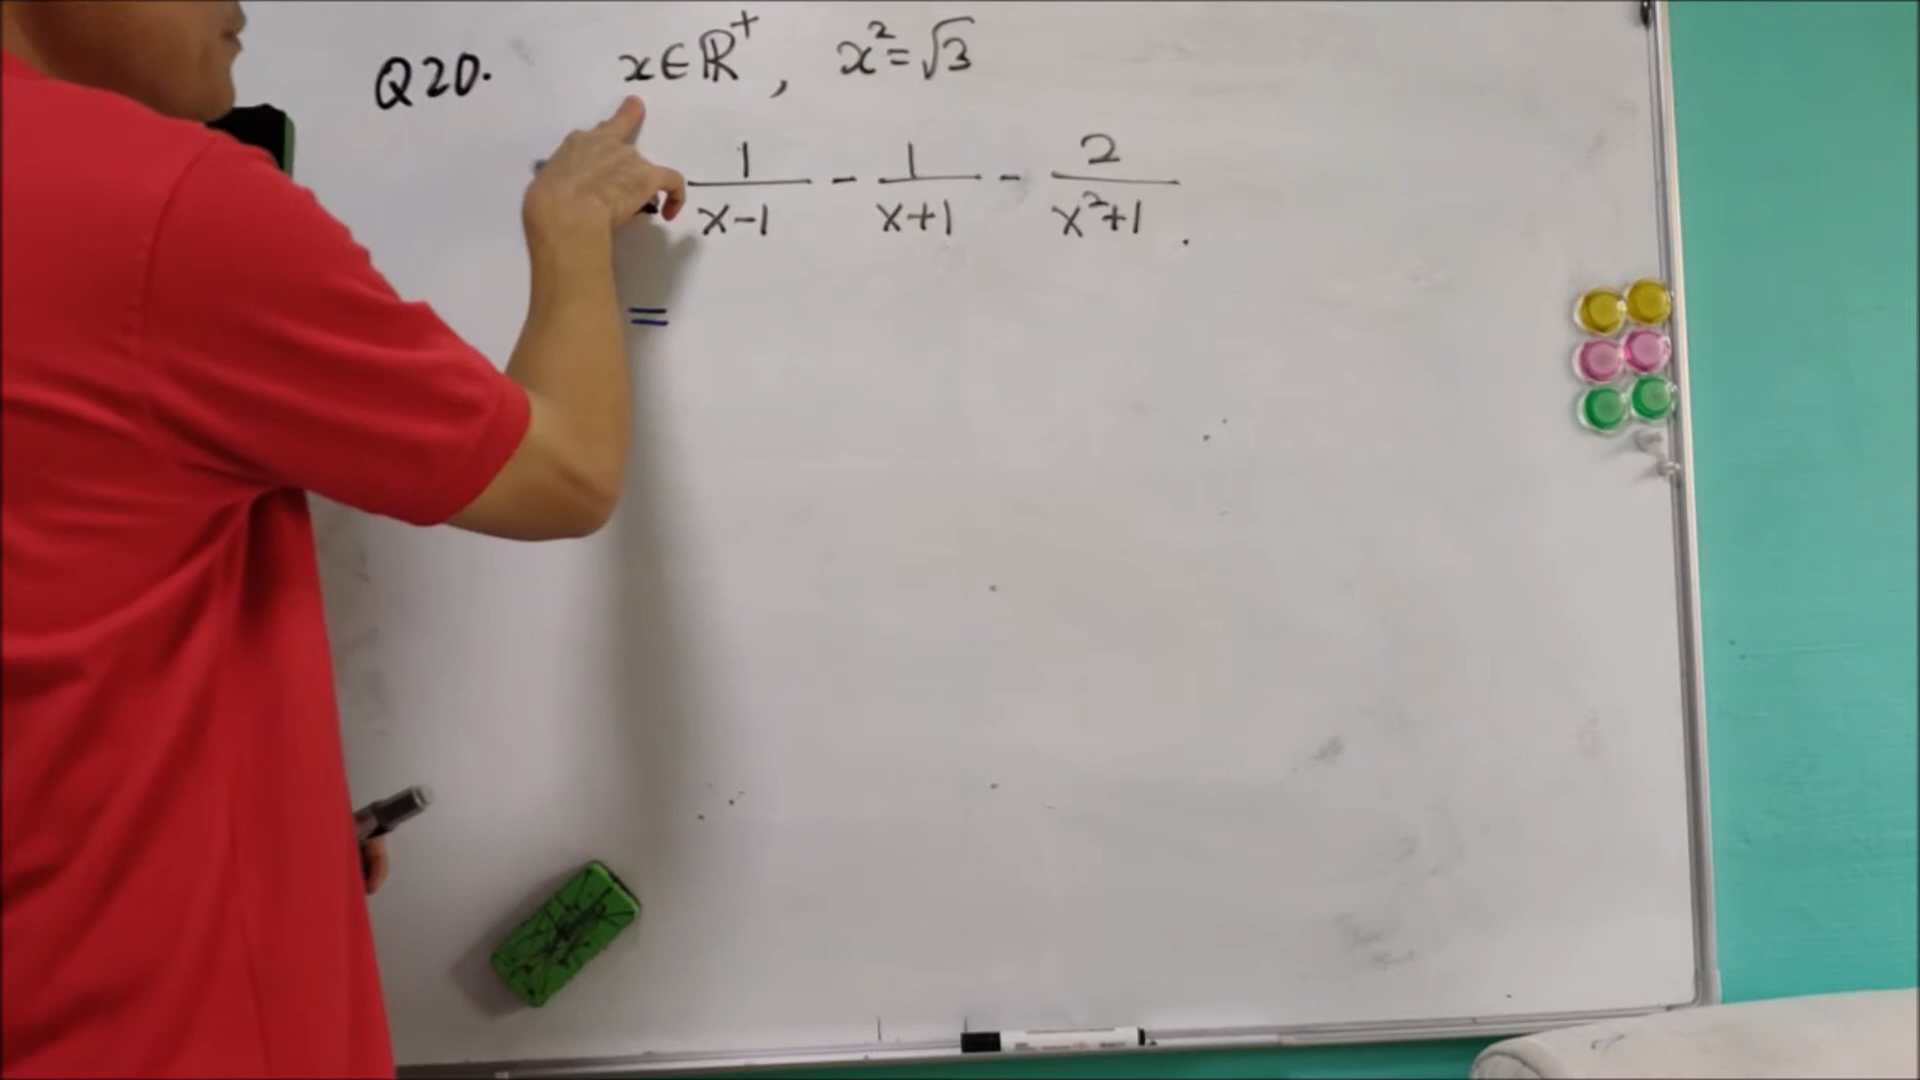 Q20. x∈ℝ⁺, x²=√3
1/(x-1) - 1/(x+1) - 2/(x²+1).
=